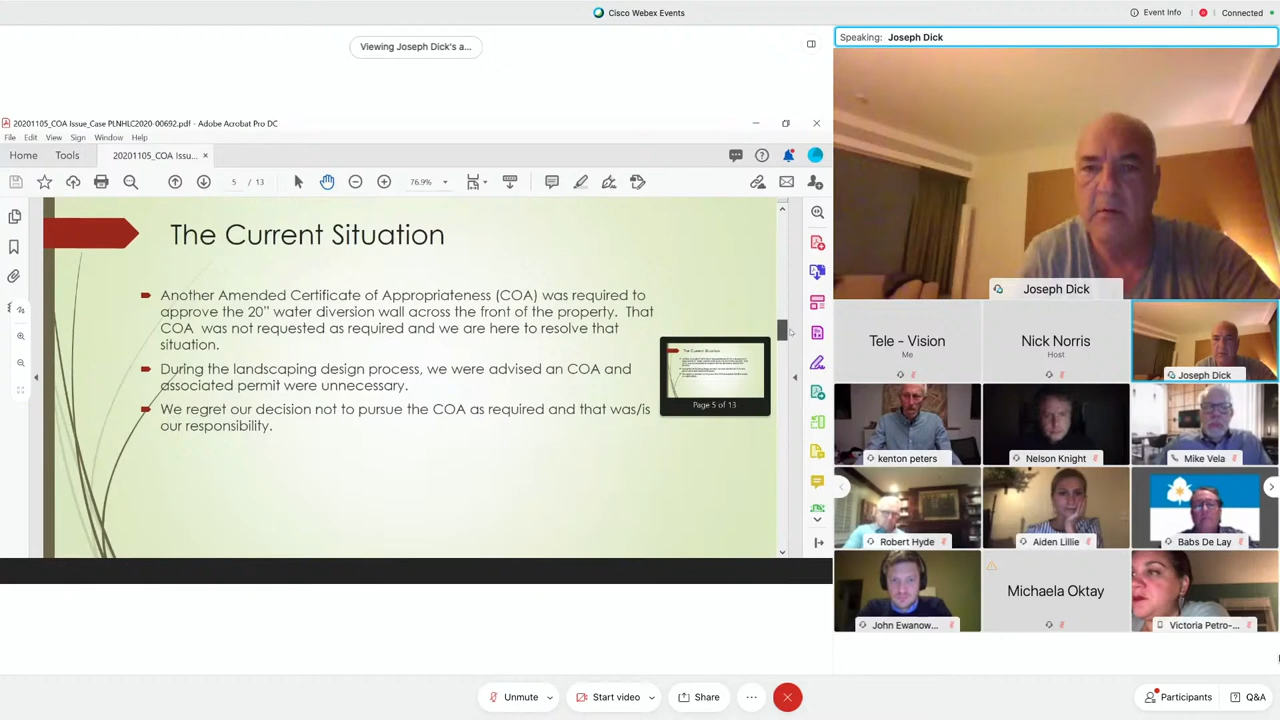 Cisco Webex Events
Event Info
Connected
Viewing Joseph Dick's a...
Speaking: Joseph Dick
20201105_COA Issue_Case PLNHLC2020-00692.pdf - Adobe Acrobat Pro DC
File Edit View Sign Window Help
Home Tools 20201105_COA Issu... ×
5 / 13 76.9%
The Current Situation
Another Amended Certificate of Appropriateness (COA) was required to
approve the 20" water diversion wall across the front of the property. That
COA was not requested as required and we are here to resolve that
situation.
During the landscaping design process, we were advised an COA and
associated permit were unnecessary.
We regret our decision not to pursue the COA as required and that was/is
our responsibility.
The Current Situation
Page 5 of 13
Joseph Dick
Tele - Vision
Me
Nick Norris
Host
Joseph Dick
kenton peters
Nelson Knight
Mike Vela
Robert Hyde
Aiden Lillie
Babs De Lay
John Ewanow...
Michaela Oktay
Victoria Petro-...
Unmute
Start video
Share
Participants
Q&A